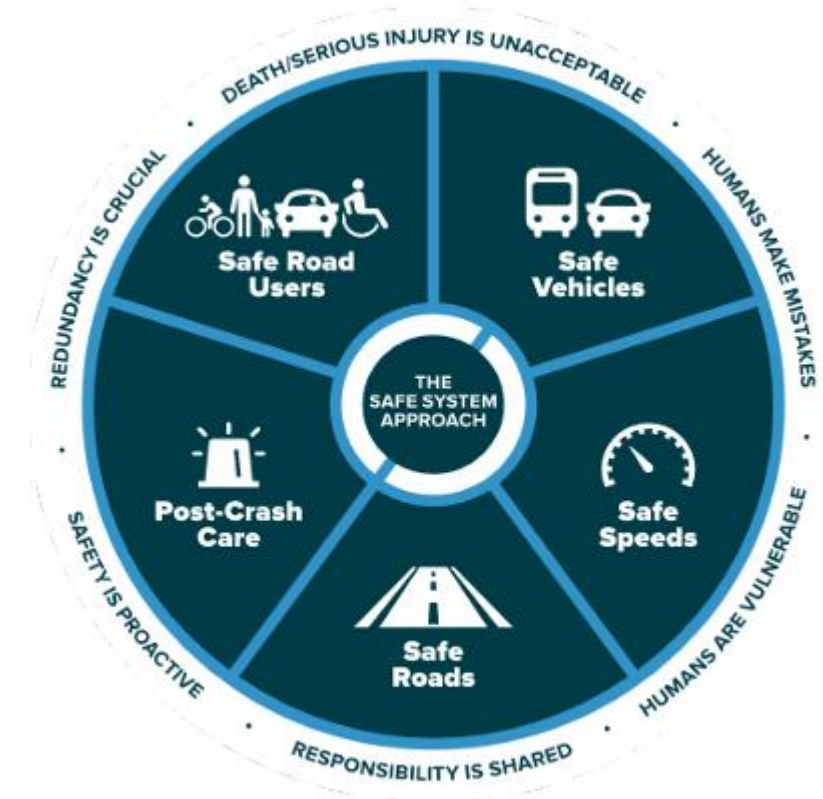 DEATH/SERIOUS INJURY IS UNACCEPTABLE
HUMANS MAKE MISTAKES
HUMANS ARE VULNERABLE
RESPONSIBILITY IS SHARED
SAFETY IS PROACTIVE
REDUNDANCY IS CRUCIAL
Safe Road
Users
Safe
Vehicles
Safe
Speeds
Safe
Roads
Post-Crash
Care
THE
SAFE SYSTEM
APPROACH